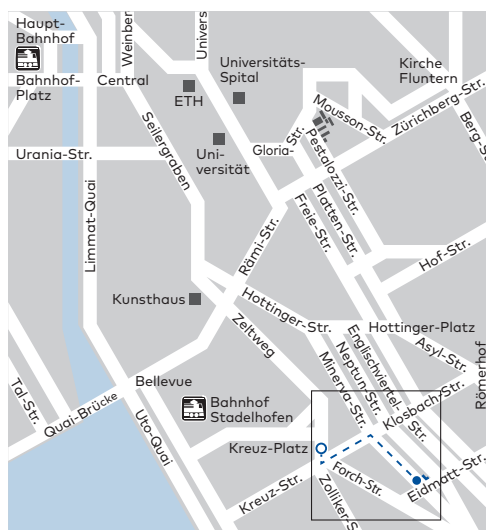 Haupt-
Bahnhof
Bahnhof-
Platz
Central
Weinber
Univers
Universitäts-
Spital
ETH
Kirche
Fluntern
Mousson-Str.
Zürichberg-Str.
Berg-St
Urania-Str.
Seilergraben
Uni-
versität
Gloria-
Str.
Pestalozzi-Str.
Platten-Str.
Freie-Str.
Limmat-Quai
Rämi-Str.
Hof-Str.
Kunsthaus
Hottinger-Str.
Hottinger-Platz
Zeltweg
Englischviertel-Str.
Neptun-Str.
Minerva-Str.
Asyl-Str.
Römerhof
Tal-Str.
Quai-Brücke
Bellevue
Uto-Quai
Bahnhof
Stadelhofen
Klosbach-Str.
Kreuz-Platz
Forch-Str.
Eidmatt-Str.
Kreuz-Str.
Zolliker-S